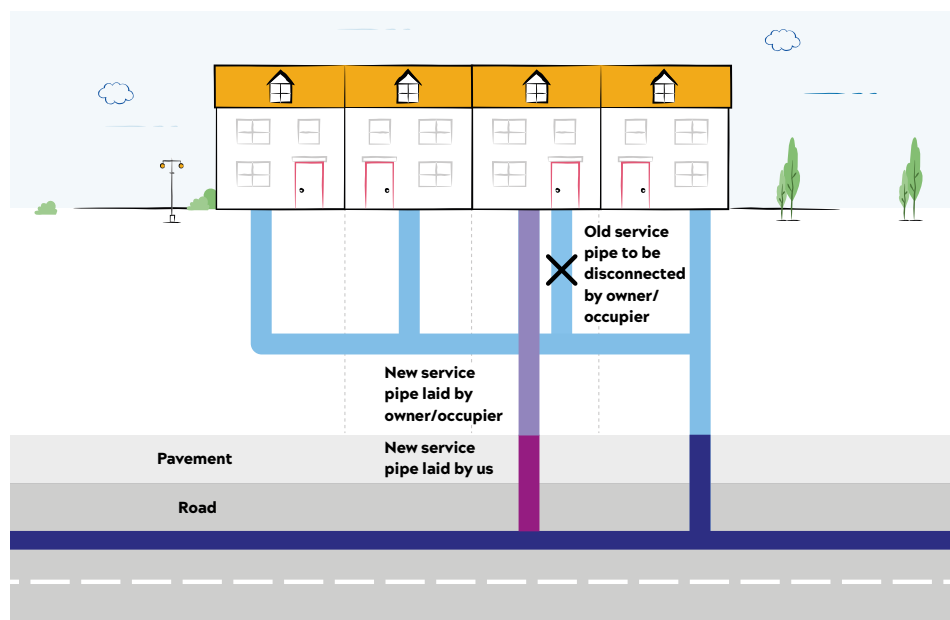 Old service
pipe to be
disconnected
by owner/
occupier
New service
pipe laid by
owner/occupier
New service
pipe laid by us
Pavement
Road